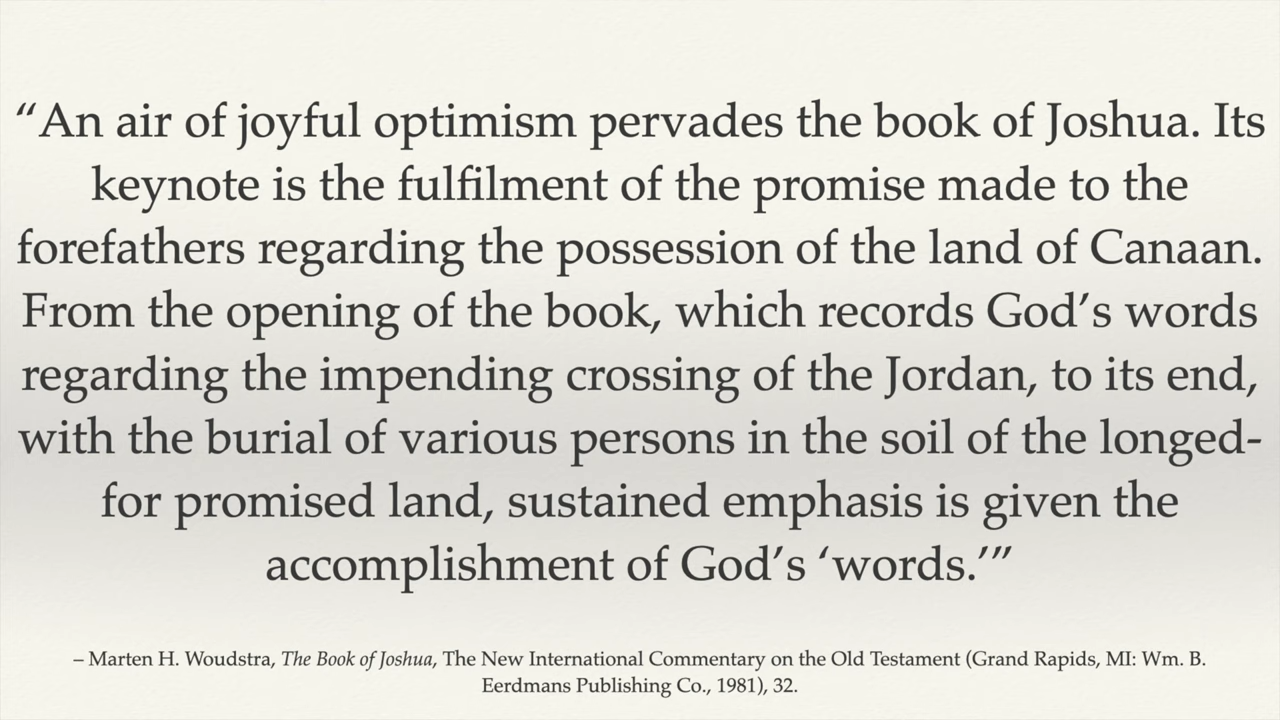 “An air of joyful optimism pervades the book of Joshua. Its
keynote is the fulfilment of the promise made to the
forefathers regarding the possession of the land of Canaan.
From the opening of the book, which records God’s words
regarding the impending crossing of the Jordan, to its end,
with the burial of various persons in the soil of the longed-
for promised land, sustained emphasis is given the
accomplishment of God’s ‘words.’”
– Marten H. Woudstra, The Book of Joshua, The New International Commentary on the Old Testament (Grand Rapids, MI: Wm. B.
Eerdmans Publishing Co., 1981), 32.